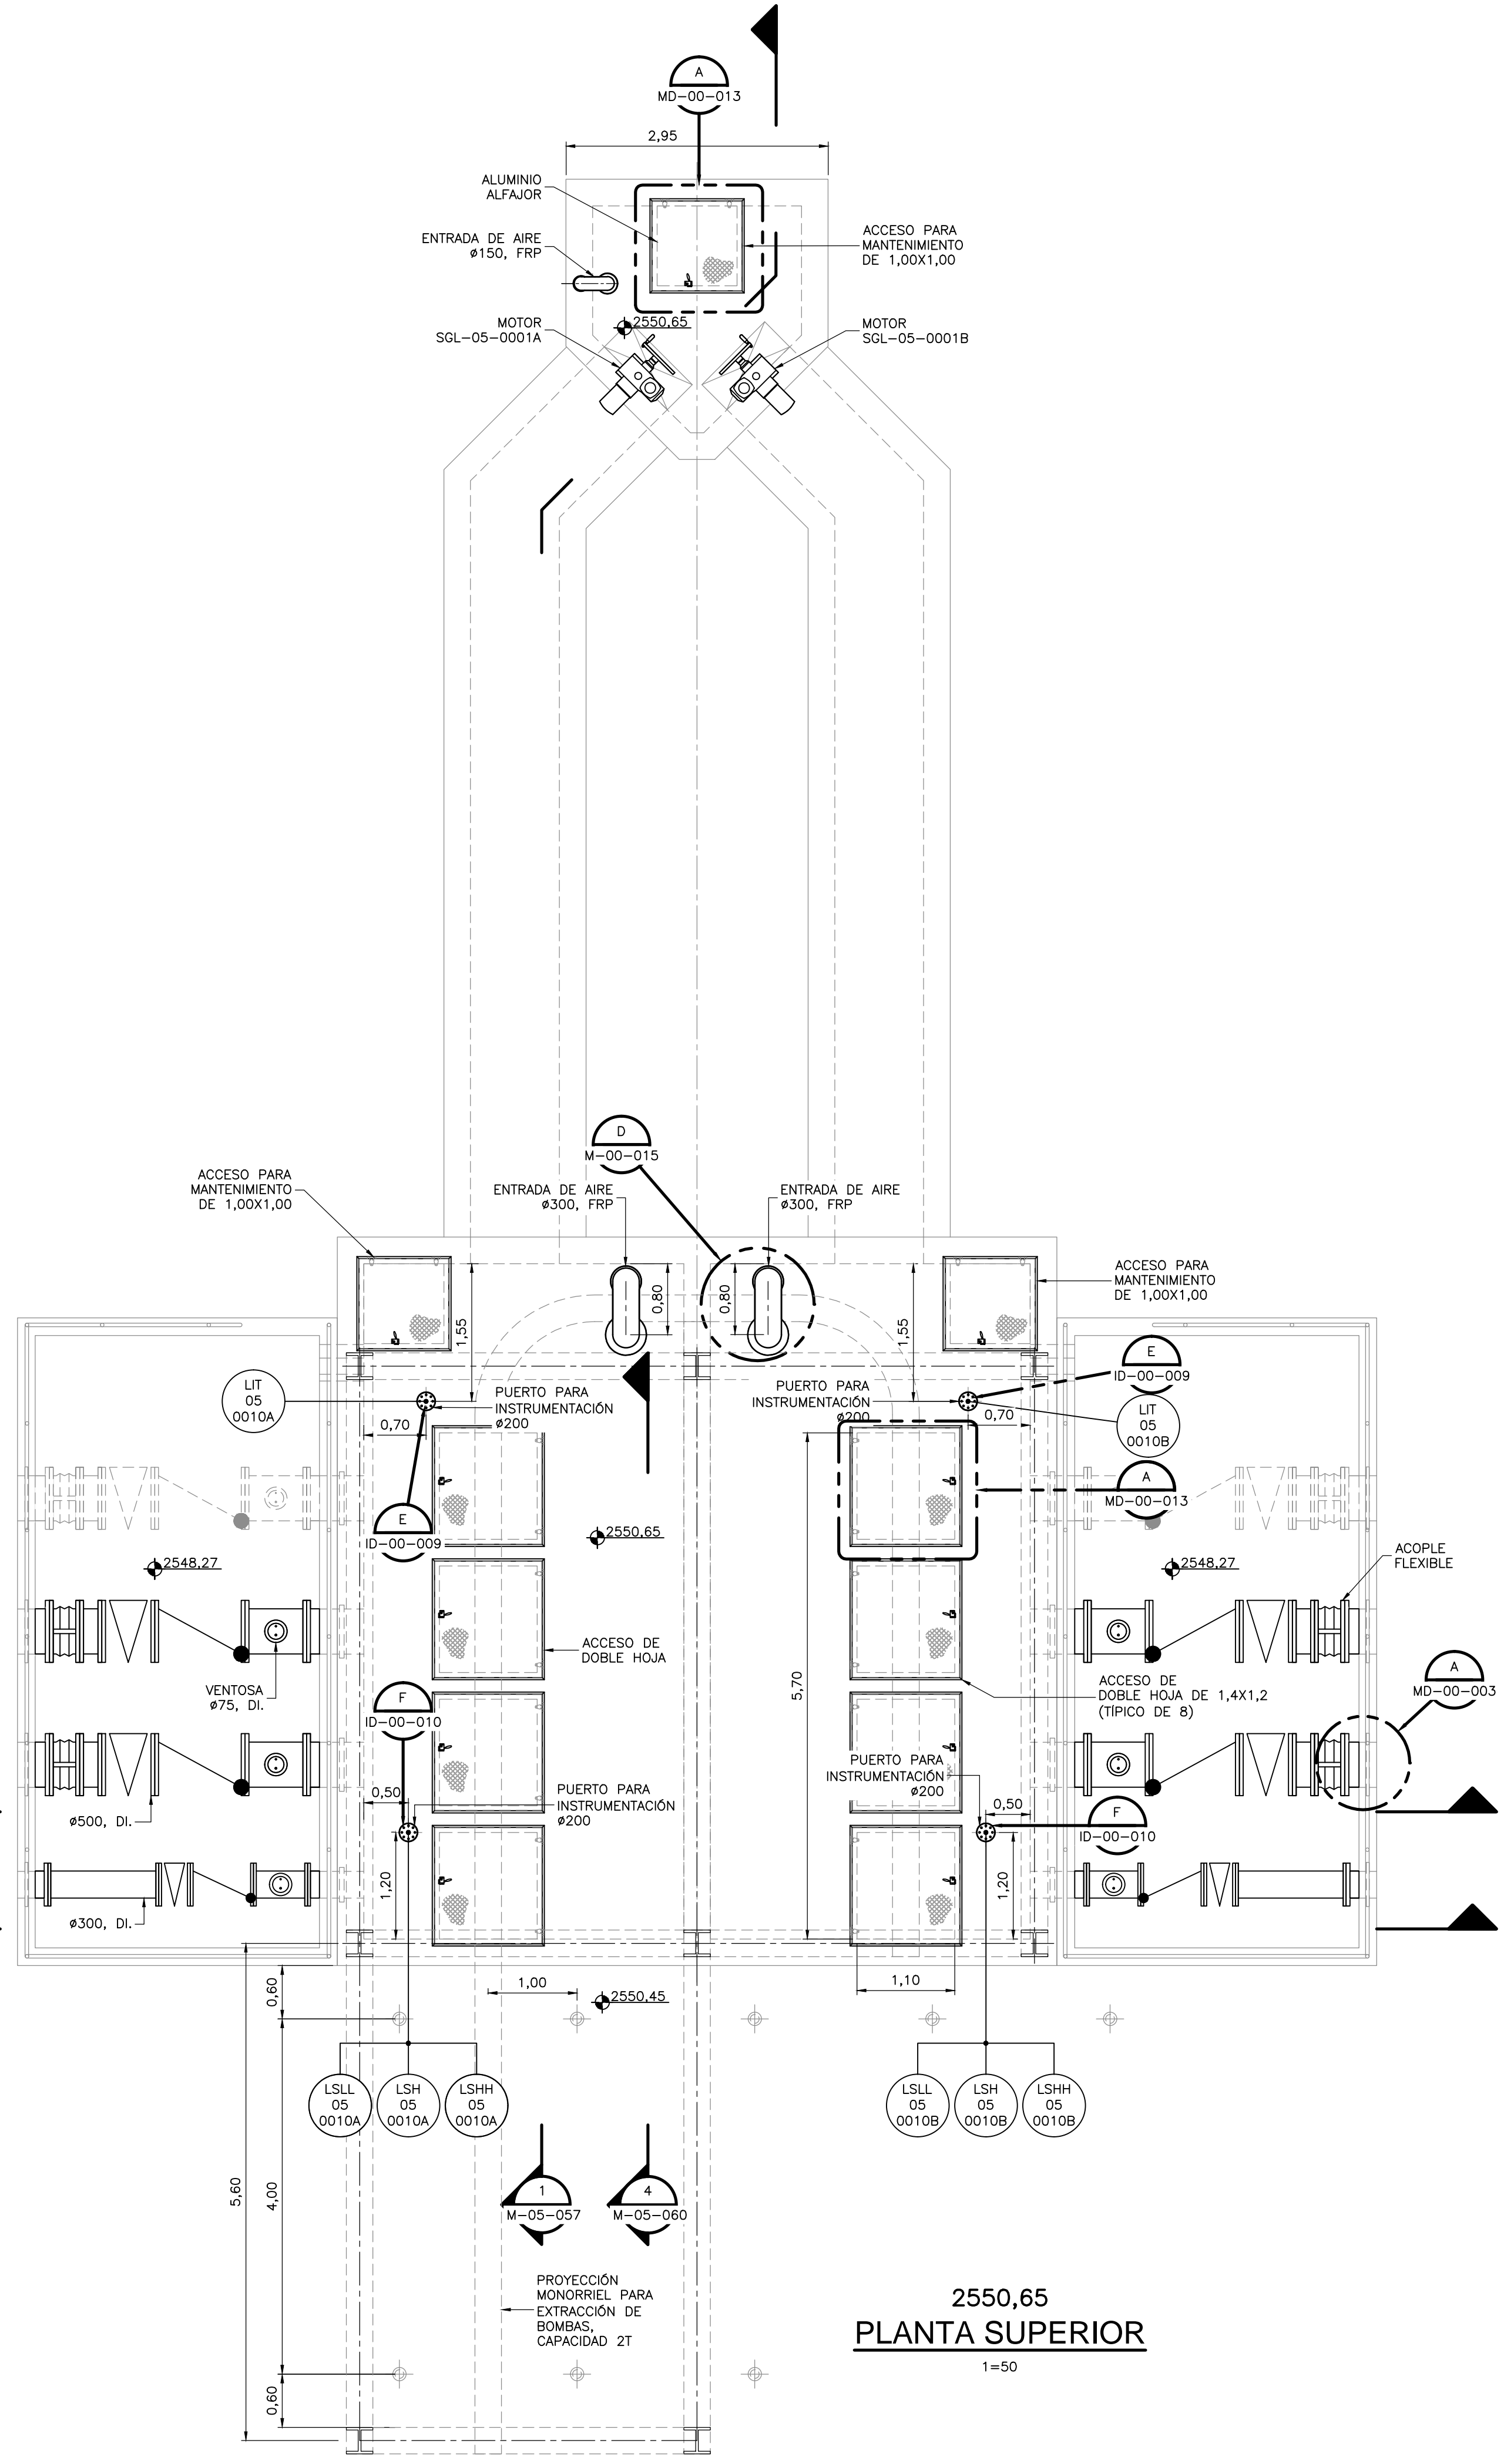 A
MD-00-013
2,95
ALUMINIO
ALFAJOR
ENTRADA DE AIRE
ø150, FRP
ACCESO PARA
MANTENIMIENTO
DE 1,00X1,00
2550,65
MOTOR
SGL-05-0001A
MOTOR
SGL-05-0001B
D
M-00-015
ACCESO PARA
MANTENIMIENTO
DE 1,00X1,00
ENTRADA DE AIRE
ø300, FRP
ENTRADA DE AIRE
ø300, FRP
ACCESO PARA
MANTENIMIENTO
DE 1,00X1,00
1,55
0,80
0,80
1,55
E
ID-00-009
LIT
05
0010A
PUERTO PARA
INSTRUMENTACIÓN
ø200
PUERTO PARA
INSTRUMENTACIÓN
ø200
LIT
05
0010B
0,70
0,70
A
MD-00-013
E
ID-00-009
2550,65
2548,27
2548,27
ACOPLE
FLEXIBLE
ACCESO DE
DOBLE HOJA
5,70
VENTOSA
ø75, DI.
F
ID-00-010
ACCESO DE
DOBLE HOJA DE 1,4X1,2
(TÍPICO DE 8)
A
MD-00-003
PUERTO PARA
INSTRUMENTACIÓN
ø200
PUERTO PARA
INSTRUMENTACIÓN
ø200
0,50
0,50
ø500, DI.
F
ID-00-010
1,20
1,20
ø300, DI.
0,60
1,00
2550,45
1,10
LSLL
05
0010A
LSH
05
0010A
LSHH
05
0010A
LSLL
05
0010B
LSH
05
0010B
LSHH
05
0010B
5,60
4,00
1
M-05-057
4
M-05-060
PROYECCIÓN
MONORRIEL PARA
EXTRACCIÓN DE
BOMBAS,
CAPACIDAD 2T
0,60
2550,65
PLANTA SUPERIOR
1=50